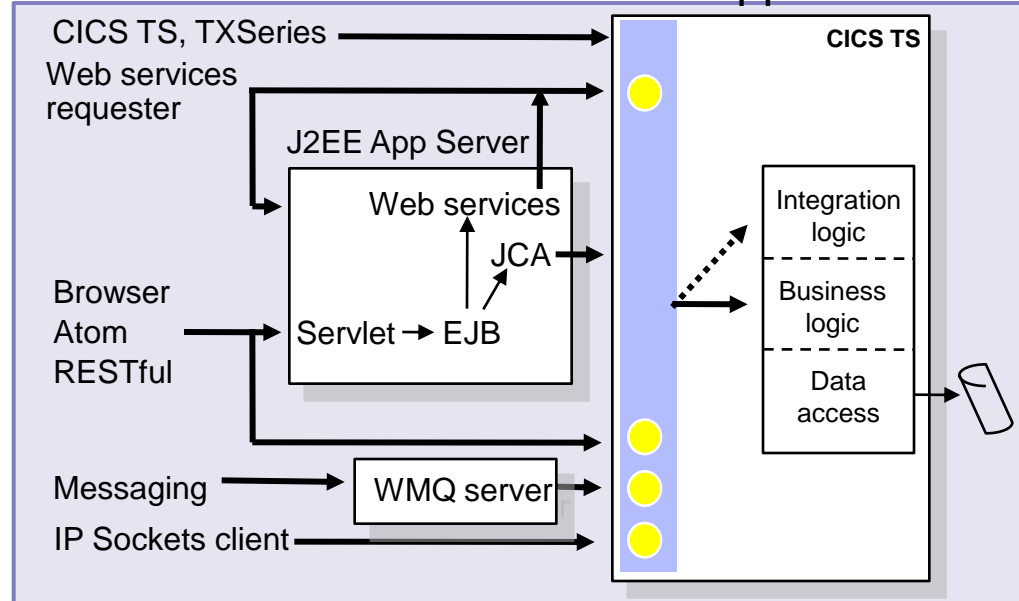 CICS TS, TXSeries
CICS TS
Web services
requester
J2EE App Server
Web services
JCA
Servlet
EJB
Browser
Atom
RESTful
Integration
logic
Business
logic
Data
access
Messaging
WMQ server
IP Sockets client